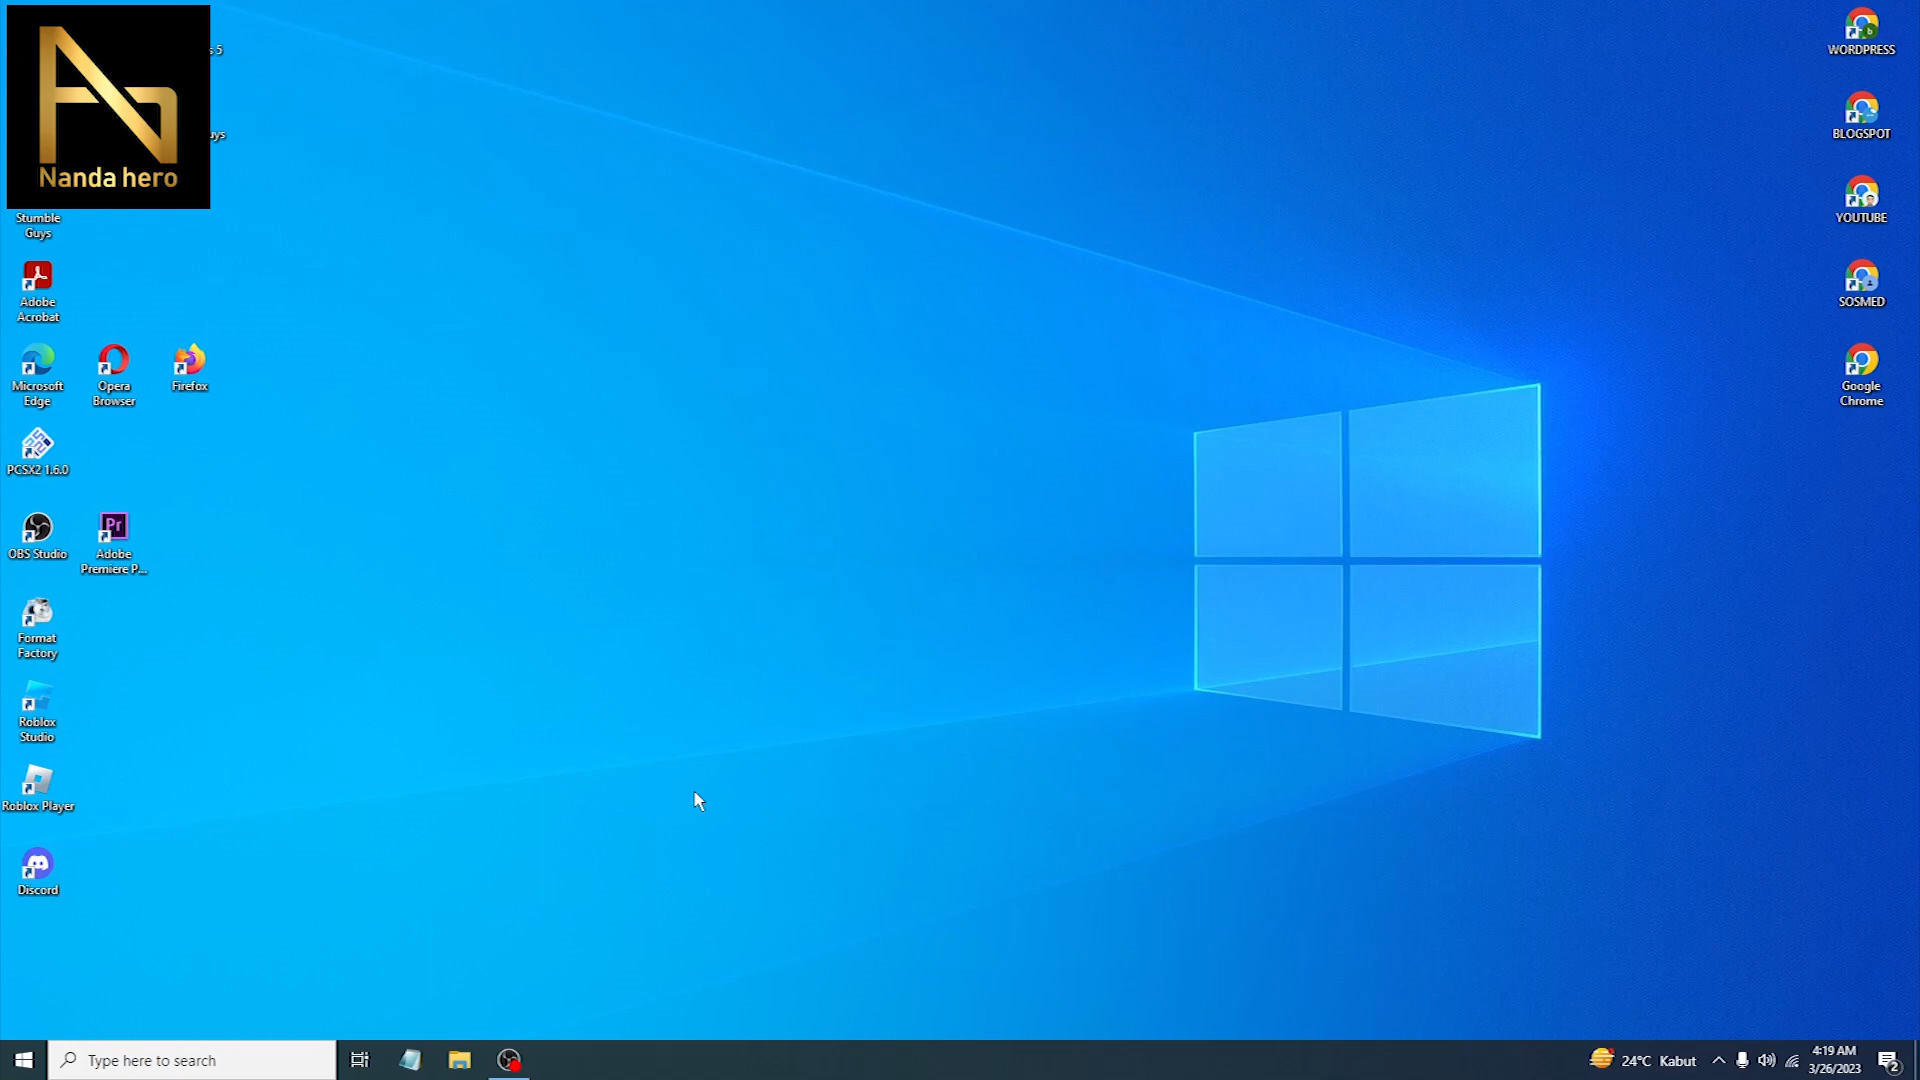 Nanda hero
s 5
uys
Stumble
Guys
Adobe
Acrobat
Microsoft
Edge
Opera
Browser
Firefox
PCSX2 1.6.0
OBS Studio
Adobe
Premiere P...
Format
Factory
Roblox
Studio
Roblox Player
Discord
WORDPRESS
BLOGSPOT
YOUTUBE
SOSMED
Google
Chrome
Type here to search
24°C Kabut
4:19 AM
3/26/2023
2